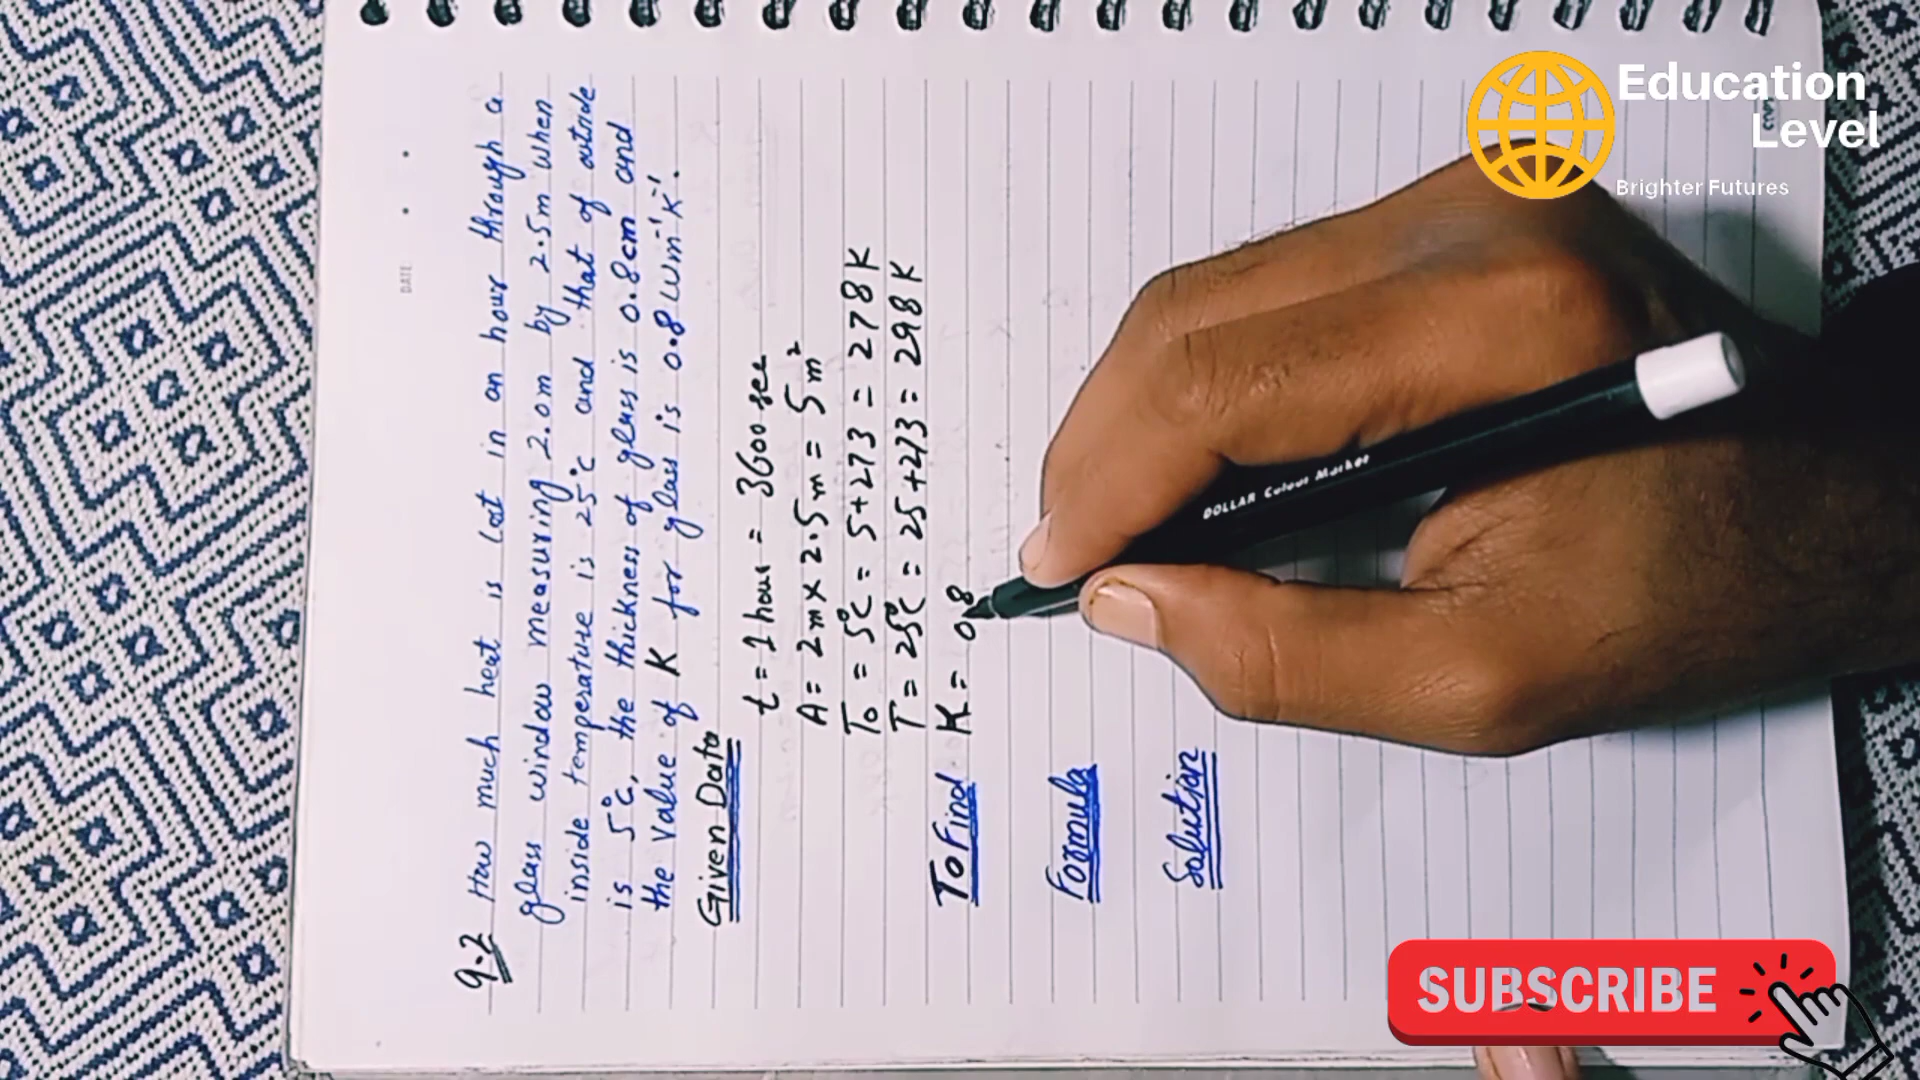 DATE
9.2 How much heat is lost in an hour through a
glass window measuring 2.0m by 2.5m when
inside temperature is 25°C and that of outside
is 5°C, the thickness of glass is 0.8cm and
the value of K for glass is 0.8 Wm⁻¹K⁻¹.
Given Data
t = 1 hour = 3600 sec
A = 2m x 2.5m = 5m²
T₀ = 5°C = 5+273 = 278K
T = 25°C = 25+273 = 298K
K = 0.8
To Find
Formula
Solution
DOLLAR Colour Marker
Education
Level
Brighter Futures
SUBSCRIBE